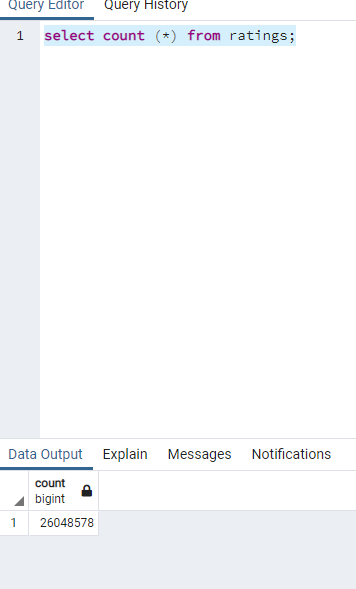 Query Editor Query History
1 select count (*) from ratings;
Data Output Explain Messages Notifications
count
bigint
1 26048578